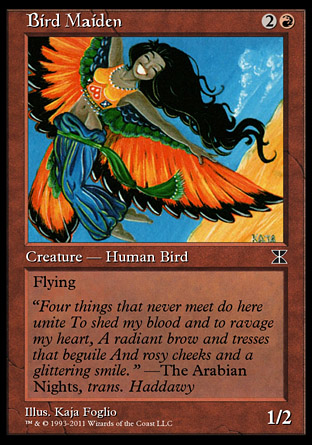 Bird Maiden 2
Creature — Human Bird
Flying
“Four things that never meet do here
unite To shed my blood and to ravage
my heart, A radiant brow and tresses
that beguile And rosy cheeks and a
glittering smile.” —The Arabian
Nights, trans. Haddawy
Illus. Kaja Foglio
™ & © 1993-2011 Wizards of the Coast LLC
1/2